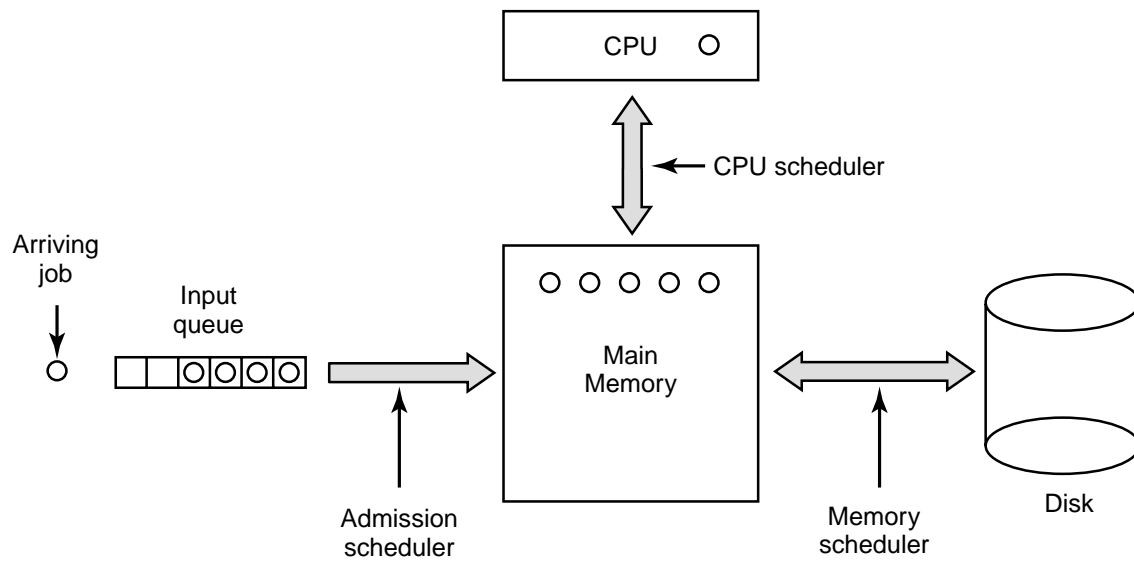 CPU
CPU scheduler
Arriving
job
Input
queue
Main
Memory
Admission
scheduler
Memory
scheduler
Disk